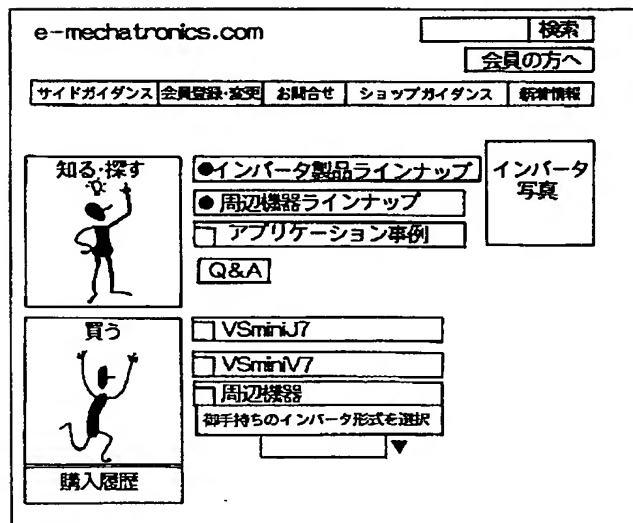 e-mechatronics.com
検索
会員の方へ
サイドガイダンス 会員登録・変更 お問合せ ショップガイダンス 新着情報
知る・探す
●インバータ製品ラインナップ
●周辺機器ラインナップ
アプリケーション事例
Q&A
インバータ
写真
買う
VSminiJ7
VSminiV7
周辺機器
御手持ちのインバータ形式を選択
▼
購入履歴